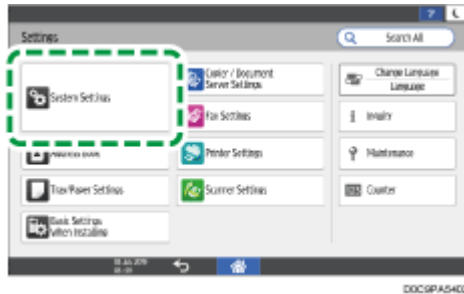 ?
Settings
Search All
System Settings
Copier / Document
Server Settings
Change Language
Language
Fax Settings
i Inquiry
Address Book
Printer Settings
Maintenance
Tray/Paper Settings
Scanner Settings
Counter
Basic Settings
When Installing
D0C9PA5402